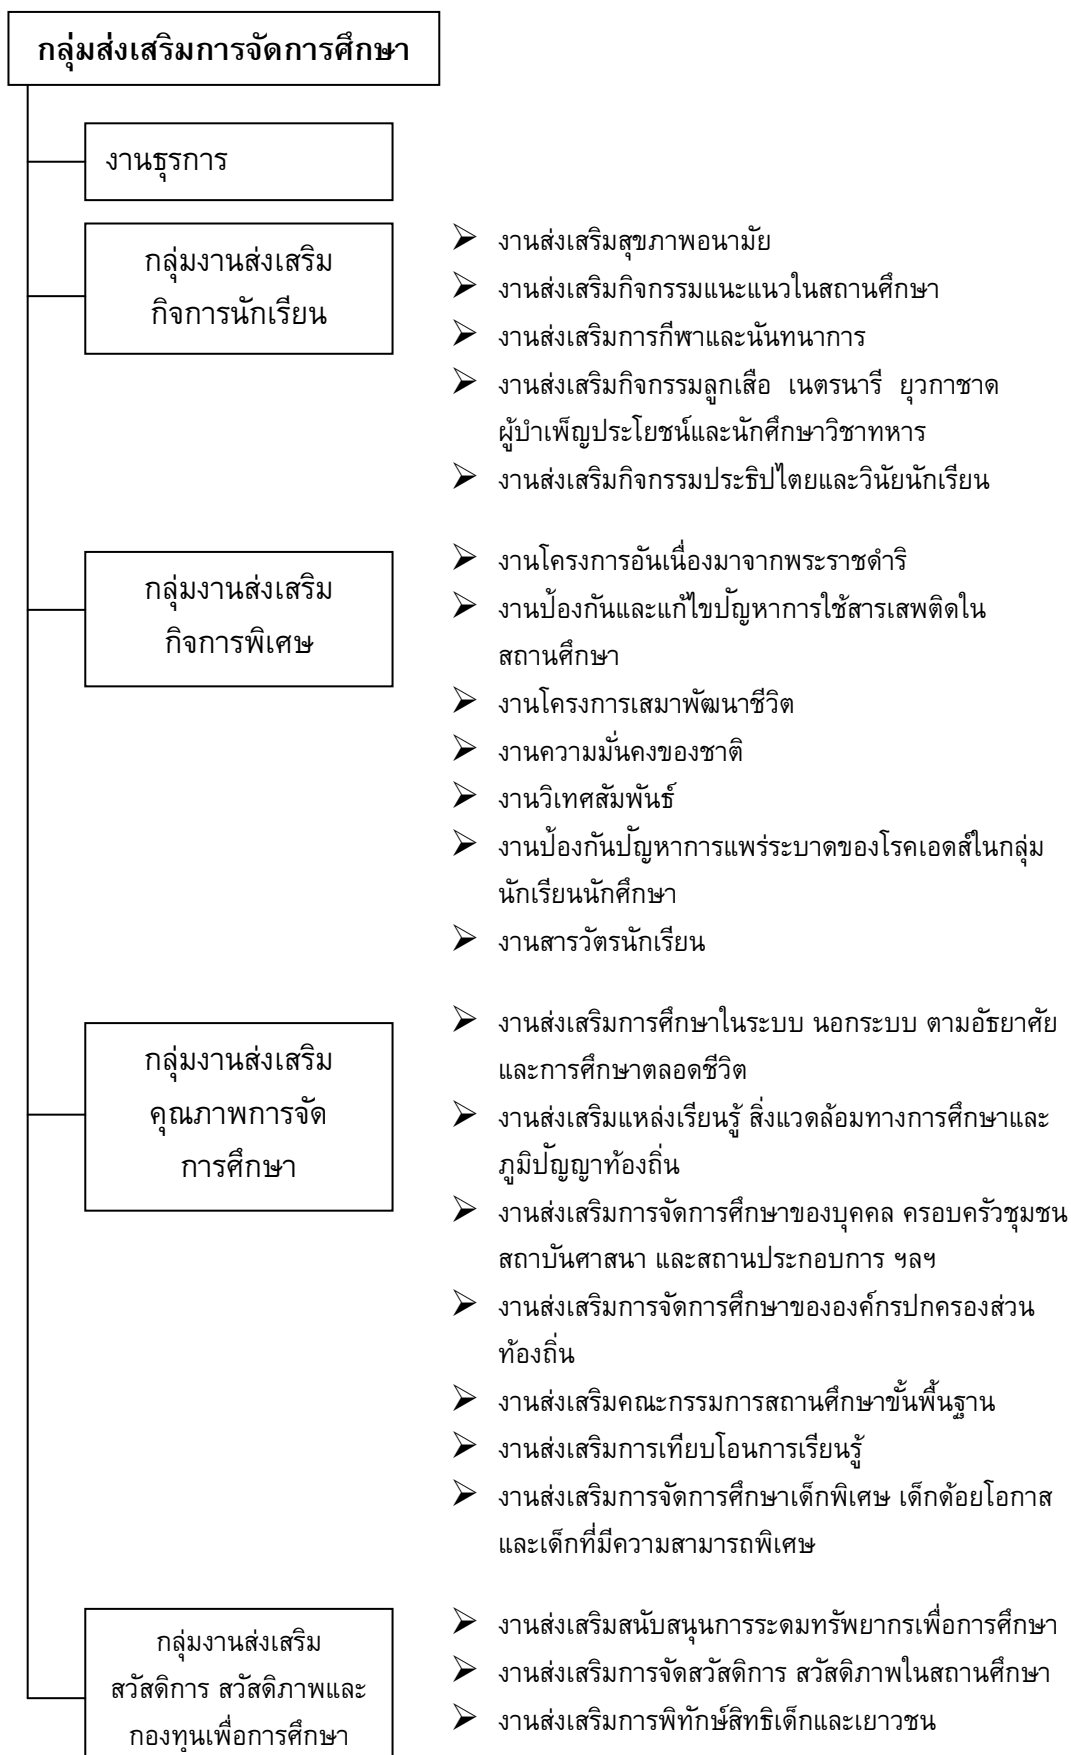 กลุ่มส่งเสริมการจัดการศึกษา
งานธุรการ
กลุ่มงานส่งเสริม
กิจการนักเรียน
งานส่งเสริมสุขภาพอนามัย
งานส่งเสริมกิจกรรมแนะแนวในสถานศึกษา
งานส่งเสริมการกีฬาและนันทนาการ
งานส่งเสริมกิจกรรมลูกเสือ เนตรนารี ยุวกาชาด
ผู้บำเพ็ญประโยชน์และนักศึกษาวิชาทหาร
งานส่งเสริมกิจกรรมประธิปไตยและวินัยนักเรียน
กลุ่มงานส่งเสริม
กิจการพิเศษ
งานโครงการอันเนื่องมาจากพระราชดำริ
งานป้องกันและแก้ไขปัญหาการใช้สารเสพติดใน
สถานศึกษา
งานโครงการเสมาพัฒนาชีวิต
งานความมั่นคงของชาติ
งานวิเทศสัมพันธ์
งานป้องกันปัญหาการแพร่ระบาดของโรคเอดส์ในกลุ่ม
นักเรียนนักศึกษา
งานสารวัตรนักเรียน
กลุ่มงานส่งเสริม
คุณภาพการจัด
การศึกษา
งานส่งเสริมการศึกษาในระบบ นอกระบบ ตามอัธยาศัย
และการศึกษาตลอดชีวิต
งานส่งเสริมแหล่งเรียนรู้ สิ่งแวดล้อมทางการศึกษาและ
ภูมิปัญญาท้องถิ่น
งานส่งเสริมการจัดการศึกษาของบุคคล ครอบครัวชุมชน
สถาบันศาสนา และสถานประกอบการ ฯลฯ
งานส่งเสริมการจัดการศึกษาขององค์กรปกครองส่วน
ท้องถิ่น
งานส่งเสริมคณะกรรมการสถานศึกษาขั้นพื้นฐาน
งานส่งเสริมการเทียบโอนการเรียนรู้
งานส่งเสริมการจัดการศึกษาเด็กพิเศษ เด็กด้อยโอกาส
และเด็กที่มีความสามารถพิเศษ
กลุ่มงานส่งเสริม
สวัสดิการ สวัสดิภาพและ
กองทุนเพื่อการศึกษา
งานส่งเสริมสนับสนุนการระดมทรัพยากรเพื่อการศึกษา
งานส่งเสริมการจัดสวัสดิการ สวัสดิภาพในสถานศึกษา
งานส่งเสริมการพิทักษ์สิทธิเด็กและเยาวชน